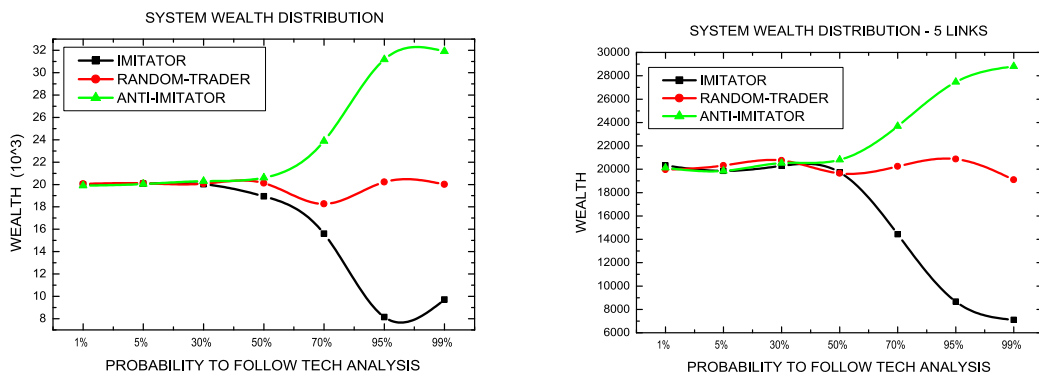 SYSTEM WEALTH DISTRIBUTION
IMITATOR
RANDOM-TRADER
ANTI-IMITATOR
WEALTH (10^3)
32
30
28
26
24
22
20
18
16
14
12
10
8
1% 5% 30% 50% 70% 95% 99%
PROBABILITY TO FOLLOW TECH ANALYSIS
SYSTEM WEALTH DISTRIBUTION - 5 LINKS
IMITATOR
RANDOM-TRADER
ANTI-IMITATOR
WEALTH
30000
28000
26000
24000
22000
20000
18000
16000
14000
12000
10000
8000
6000
1% 5% 30% 50% 70% 95% 99%
PROBABILITY TO FOLLOW TECH ANALYSIS